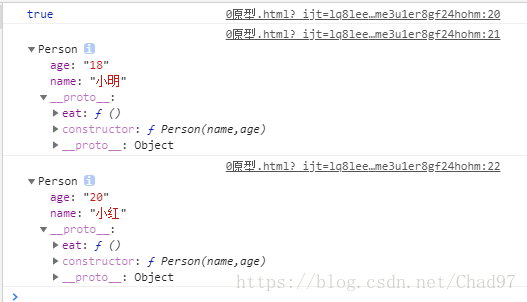 true 0原型.html? ijt=lq8lee…me3u1er8gf24hohm:20
0原型.html? ijt=lq8lee…me3u1er8gf24hohm:21
Person i
age: "18"
name: "小明"
__proto__:
eat: ƒ ()
constructor: ƒ Person(name,age)
__proto__: Object
0原型.html? ijt=lq8lee…me3u1er8gf24hohm:22
Person i
age: "20"
name: "小红"
__proto__:
eat: ƒ ()
constructor: ƒ Person(name,age)
__proto__: Object
https://blog.csdn.net/Chad97